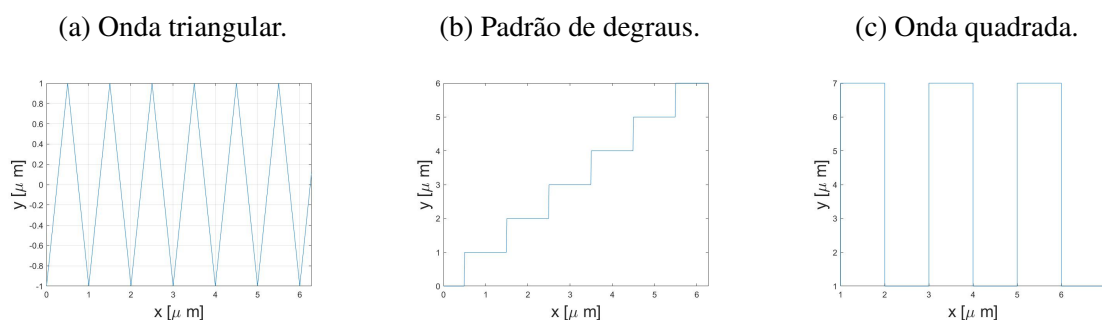 (a) Onda triangular.
(b) Padrão de degraus.
(c) Onda quadrada.
1
0.8
0.6
0.4
0.2
0
-0.2
-0.4
-0.6
-0.8
-1
y [μ m]
0 1 2 3 4 5 6
x [μ m]
6
5
4
3
2
1
0
y [μ m]
0 1 2 3 4 5 6
x [μ m]
7
6
5
4
3
2
1
y [μ m]
1 2 3 4 5 6
x [μ m]